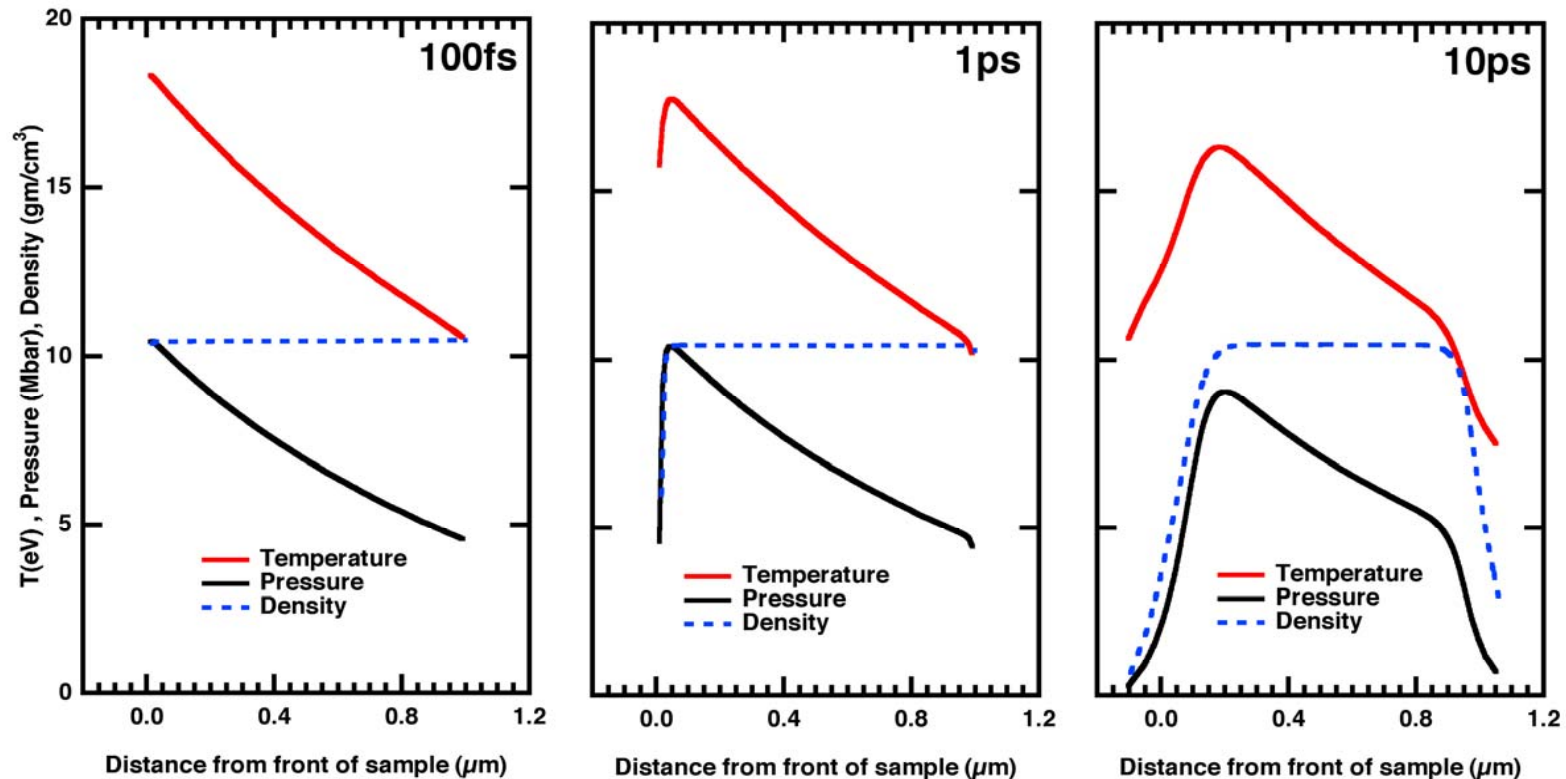 T(eV) , Pressure (Mbar), Density (gm/cm³)
20
15
10
5
0
100fs
Temperature
Pressure
Density
0.0 0.4 0.8 1.2
Distance from front of sample (μm)
1ps
Temperature
Pressure
Density
0.0 0.4 0.8 1.2
Distance from front of sample (μm)
10ps
Temperature
Pressure
Density
0.0 0.4 0.8 1.2
Distance from front of sample (μm)